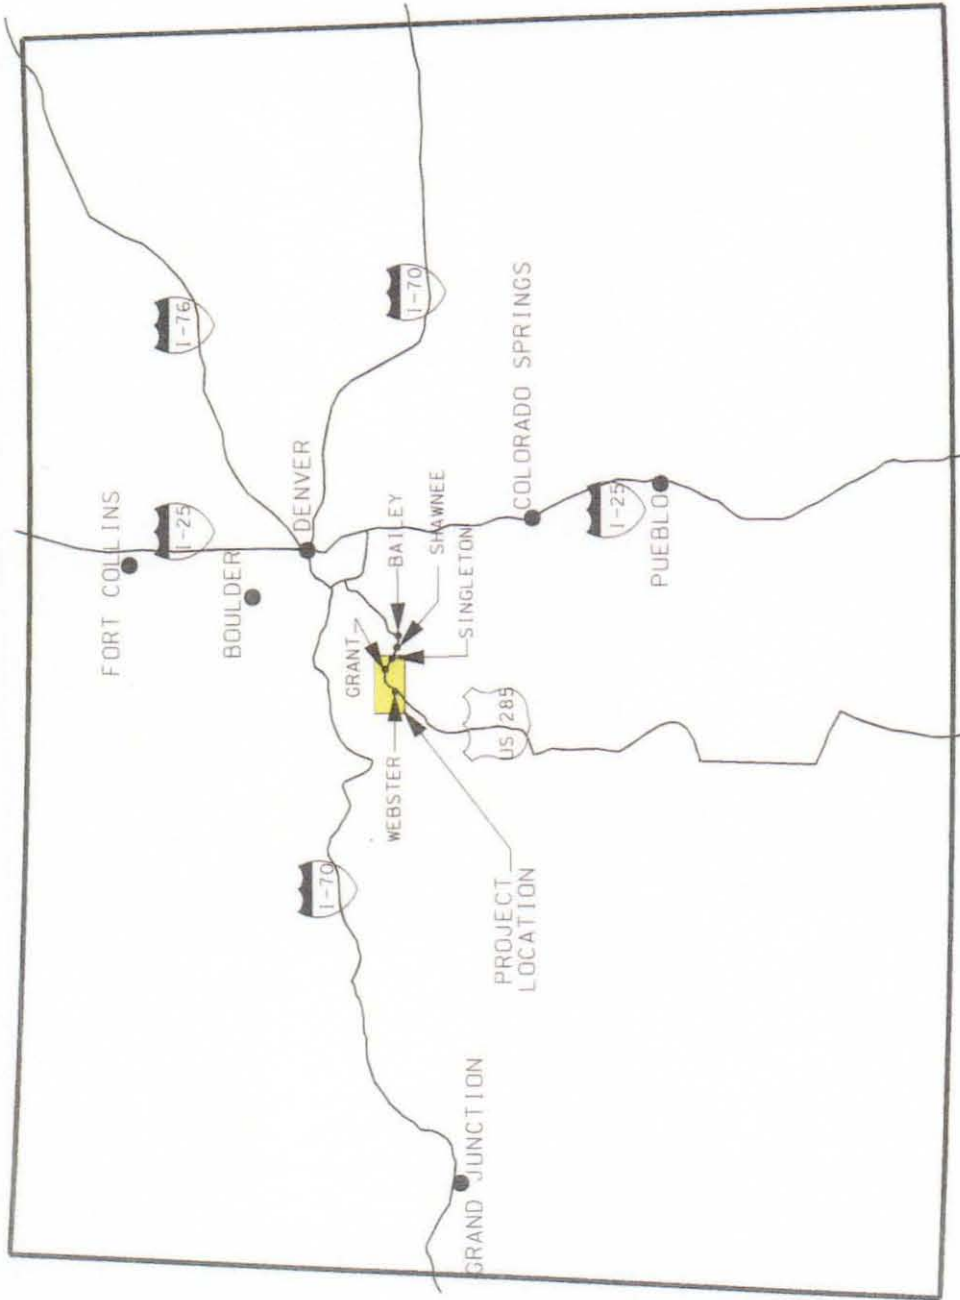 FORT COLLINS
I-25
I-76
BOULDER
DENVER
I-70
I-70
GRANT
BAILEY
SHAWNEE
SINGLETON
WEBSTER
PROJECT
LOCATION
US 285
GRAND JUNCTION
COLORADO SPRINGS
I-25
PUEBLO